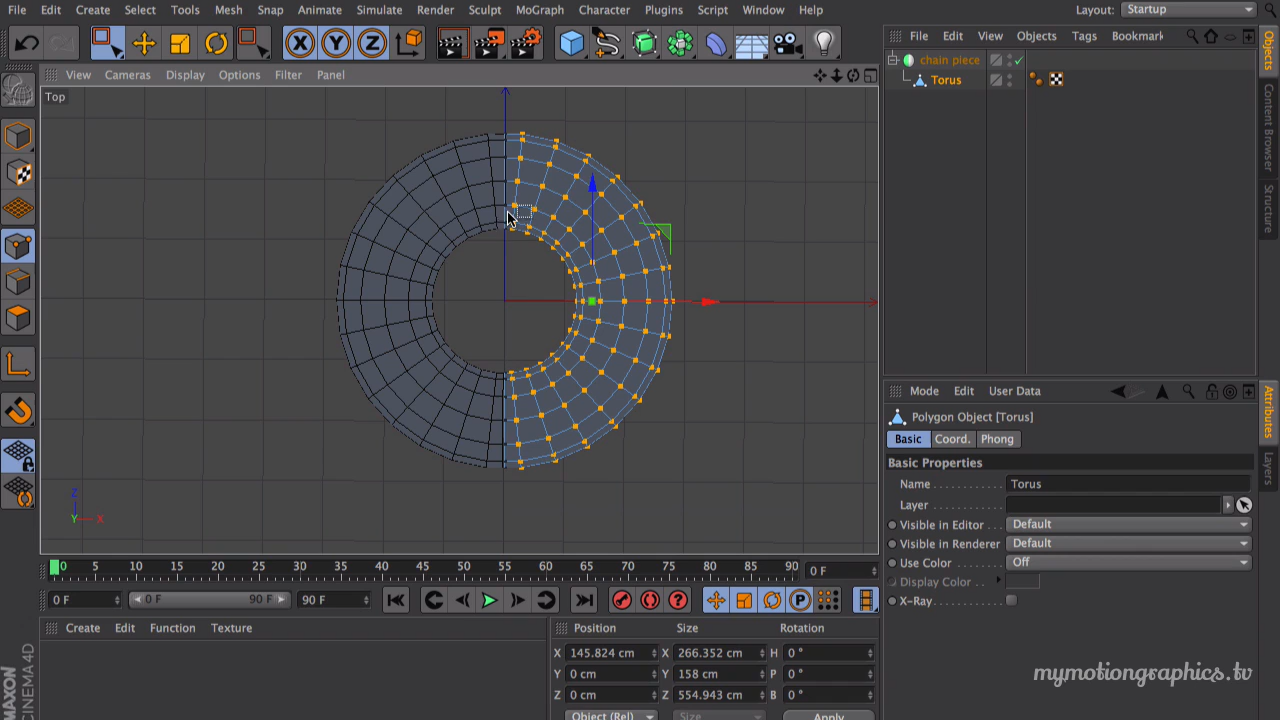 File Edit Create Select Tools Mesh Snap Animate Simulate Render Sculpt MoGraph Character Plugins Script Window Help Layout: Startup
X Y Z
File Edit View Objects Tags Bookmark
chain piece
Torus
View Cameras Display Options Filter Panel
Top
Z
Y X
Objects
Content Browser
Structure
Attributes
Layers
Mode Edit User Data
Polygon Object [Torus]
Basic Coord. Phong
Basic Properties
Name Torus
Layer
Visible in Editor Default
Visible in Renderer Default
Use Color Off
Display Color
X-Ray
0 5 10 15 20 25 30 35 40 45 50 55 60 65 70 75 80 85 90 0 F
0 F 0 F 90 F 90 F
P
Create Edit Function Texture
Position Size Rotation
X 145.824 cm X 266.352 cm H 0 °
Y 0 cm Y 158 cm P 0 °
Z 0 cm Z 554.943 cm B 0 °
Object (Rel) Size Apply
MAXON
CINEMA 4D
mymotiongraphics.tv